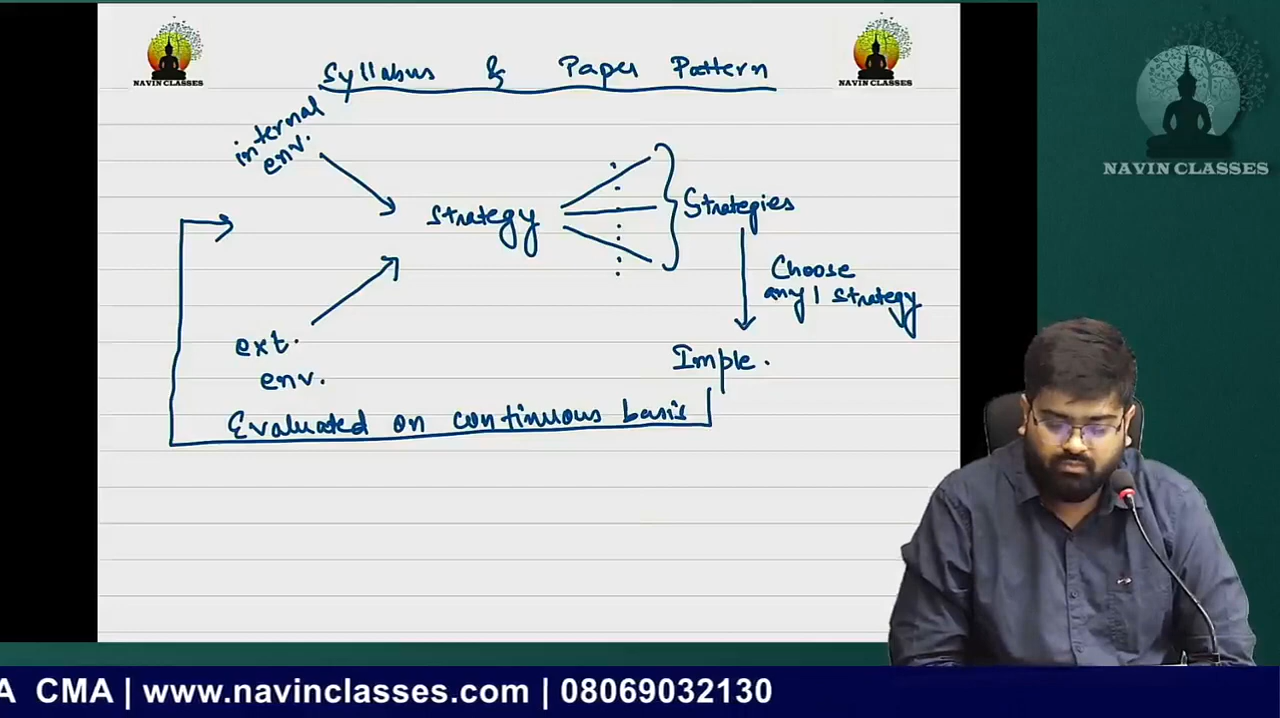 NAVIN CLASSES
NAVIN CLASSES
NAVIN CLASSES
Syllabus & Paper Pattern
internal
env.
Strategy
Strategies
Choose
any 1 strategy
ext.
env.
Imple.
Evaluated on continuous basis
A CMA | www.navinclasses.com | 08069032130